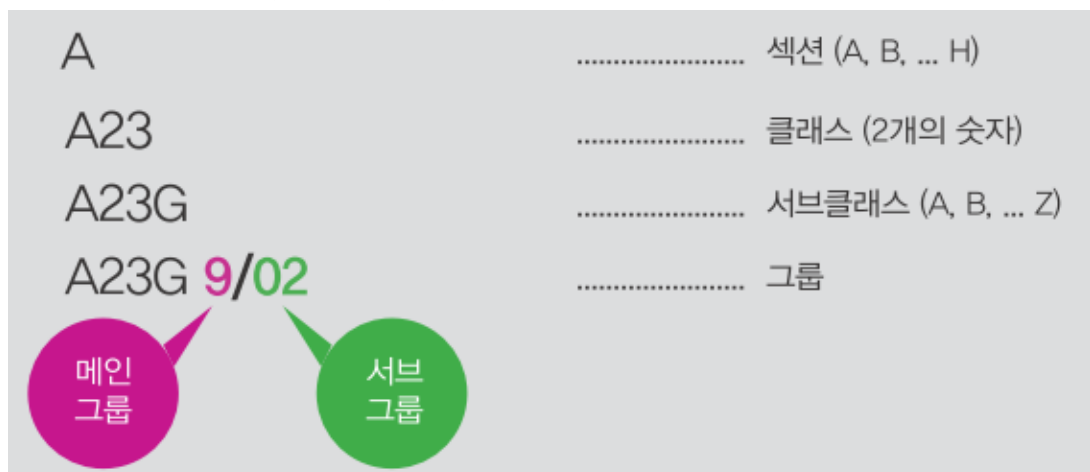 A ....................... 섹션 (A, B, ... H)
A23 ....................... 클래스 (2개의 숫자)
A23G ....................... 서브클래스 (A, B, ... Z)
A23G 9/02 ....................... 그룹
메인
그룹
서브
그룹